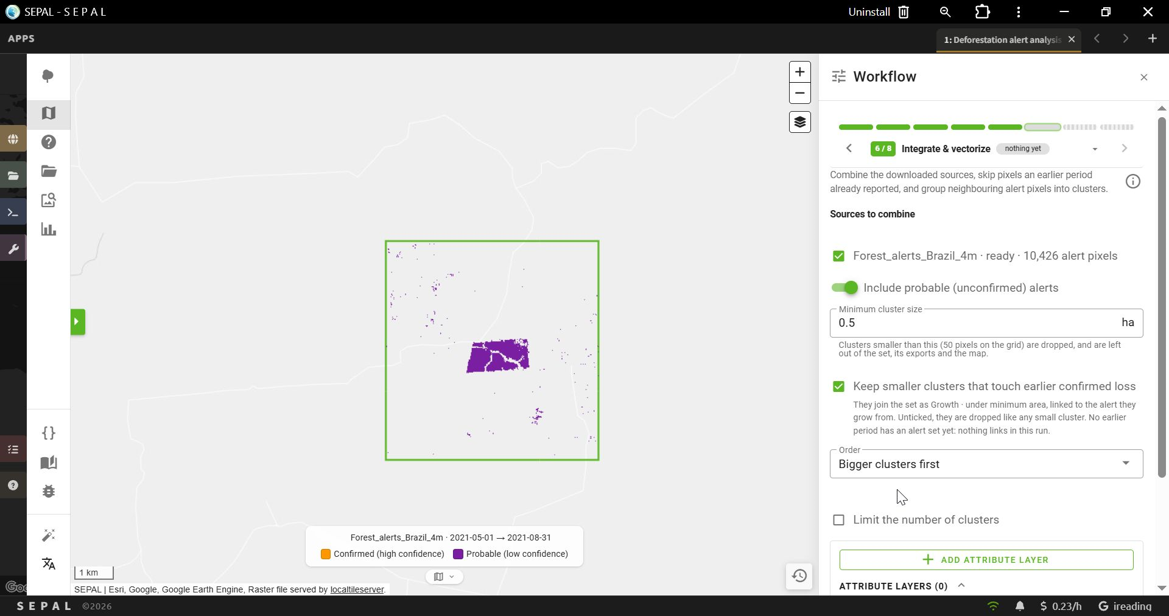 SEPAL - S E P A L
Uninstall
APPS
1: Deforestation alert analysis
Workflow
6 / 8 Integrate & vectorize nothing yet
Combine the downloaded sources, skip pixels an earlier period
already reported, and group neighbouring alert pixels into clusters.
Sources to combine
Forest_alerts_Brazil_4m · ready · 10,426 alert pixels
Include probable (unconfirmed) alerts
Minimum cluster size
0.5 ha
Clusters smaller than this (50 pixels on the grid) are dropped, and are left
out of the set, its exports and the map.
Keep smaller clusters that touch earlier confirmed loss
They join the set as Growth · under minimum area, linked to the alert they
grow from. Unticked, they are dropped like any small cluster. No earlier
period has an alert set yet: nothing links in this run.
Order
Bigger clusters first
Limit the number of clusters
ADD ATTRIBUTE LAYER
ATTRIBUTE LAYERS (0)
Forest_alerts_Brazil_4m · 2021-05-01 → 2021-08-31
Confirmed (high confidence) Probable (low confidence)
1 km
SEPAL | Esri, Google, Google Earth Engine, Raster file served by localtileserver.
S E P A L ©2026
$ 0.23/h
ireading